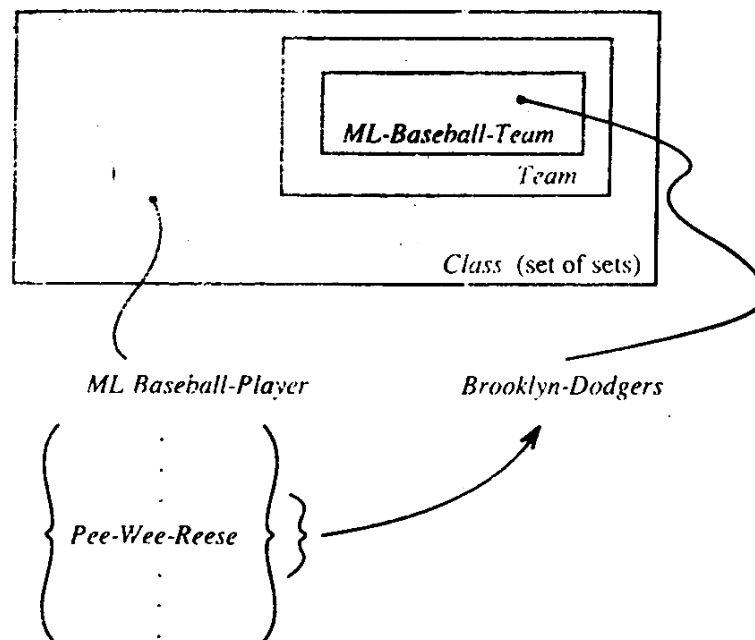 ML-Baseball-Team
Team
Class (set of sets)
ML Baseball-Player
Brooklyn-Dodgers
Pee-Wee-Reese